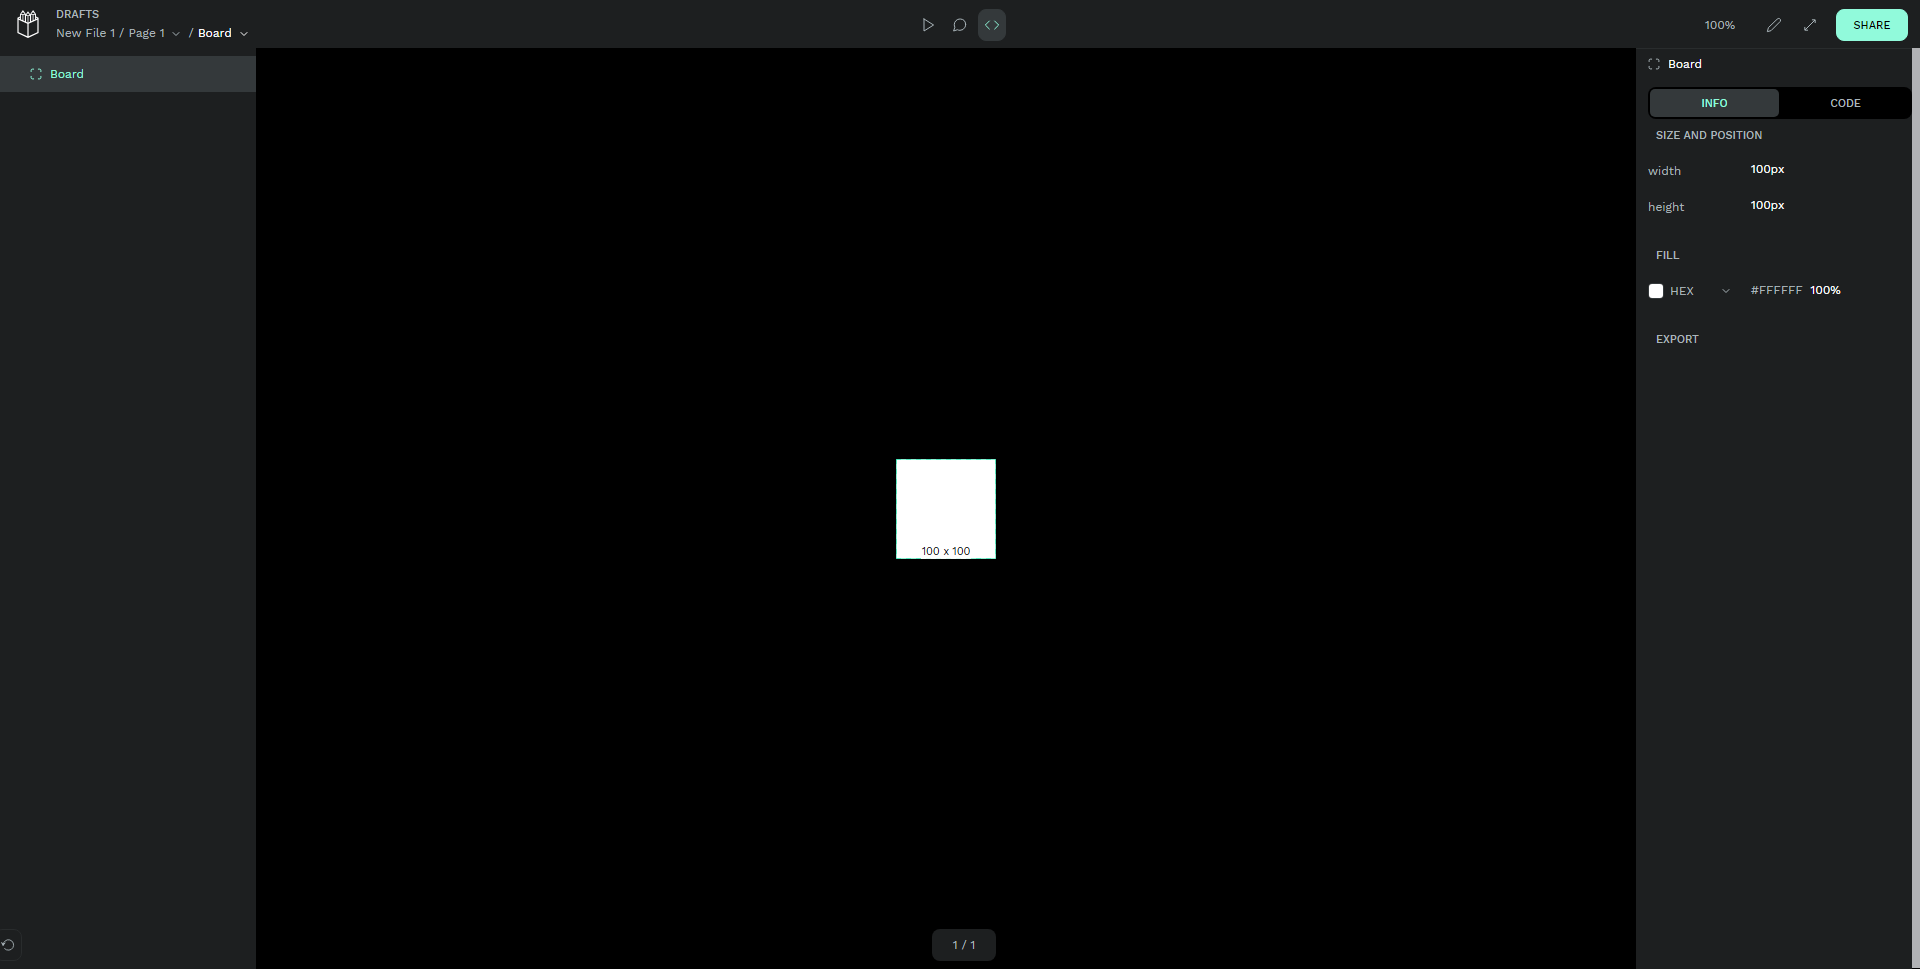 DRAFTS
New File 1 / Page 1 / Board
100%
SHARE
Board
Board
INFO CODE
SIZE AND POSITION
width 100px
height 100px
FILL
HEX #FFFFFF 100%
EXPORT
100 x 100
1 / 1